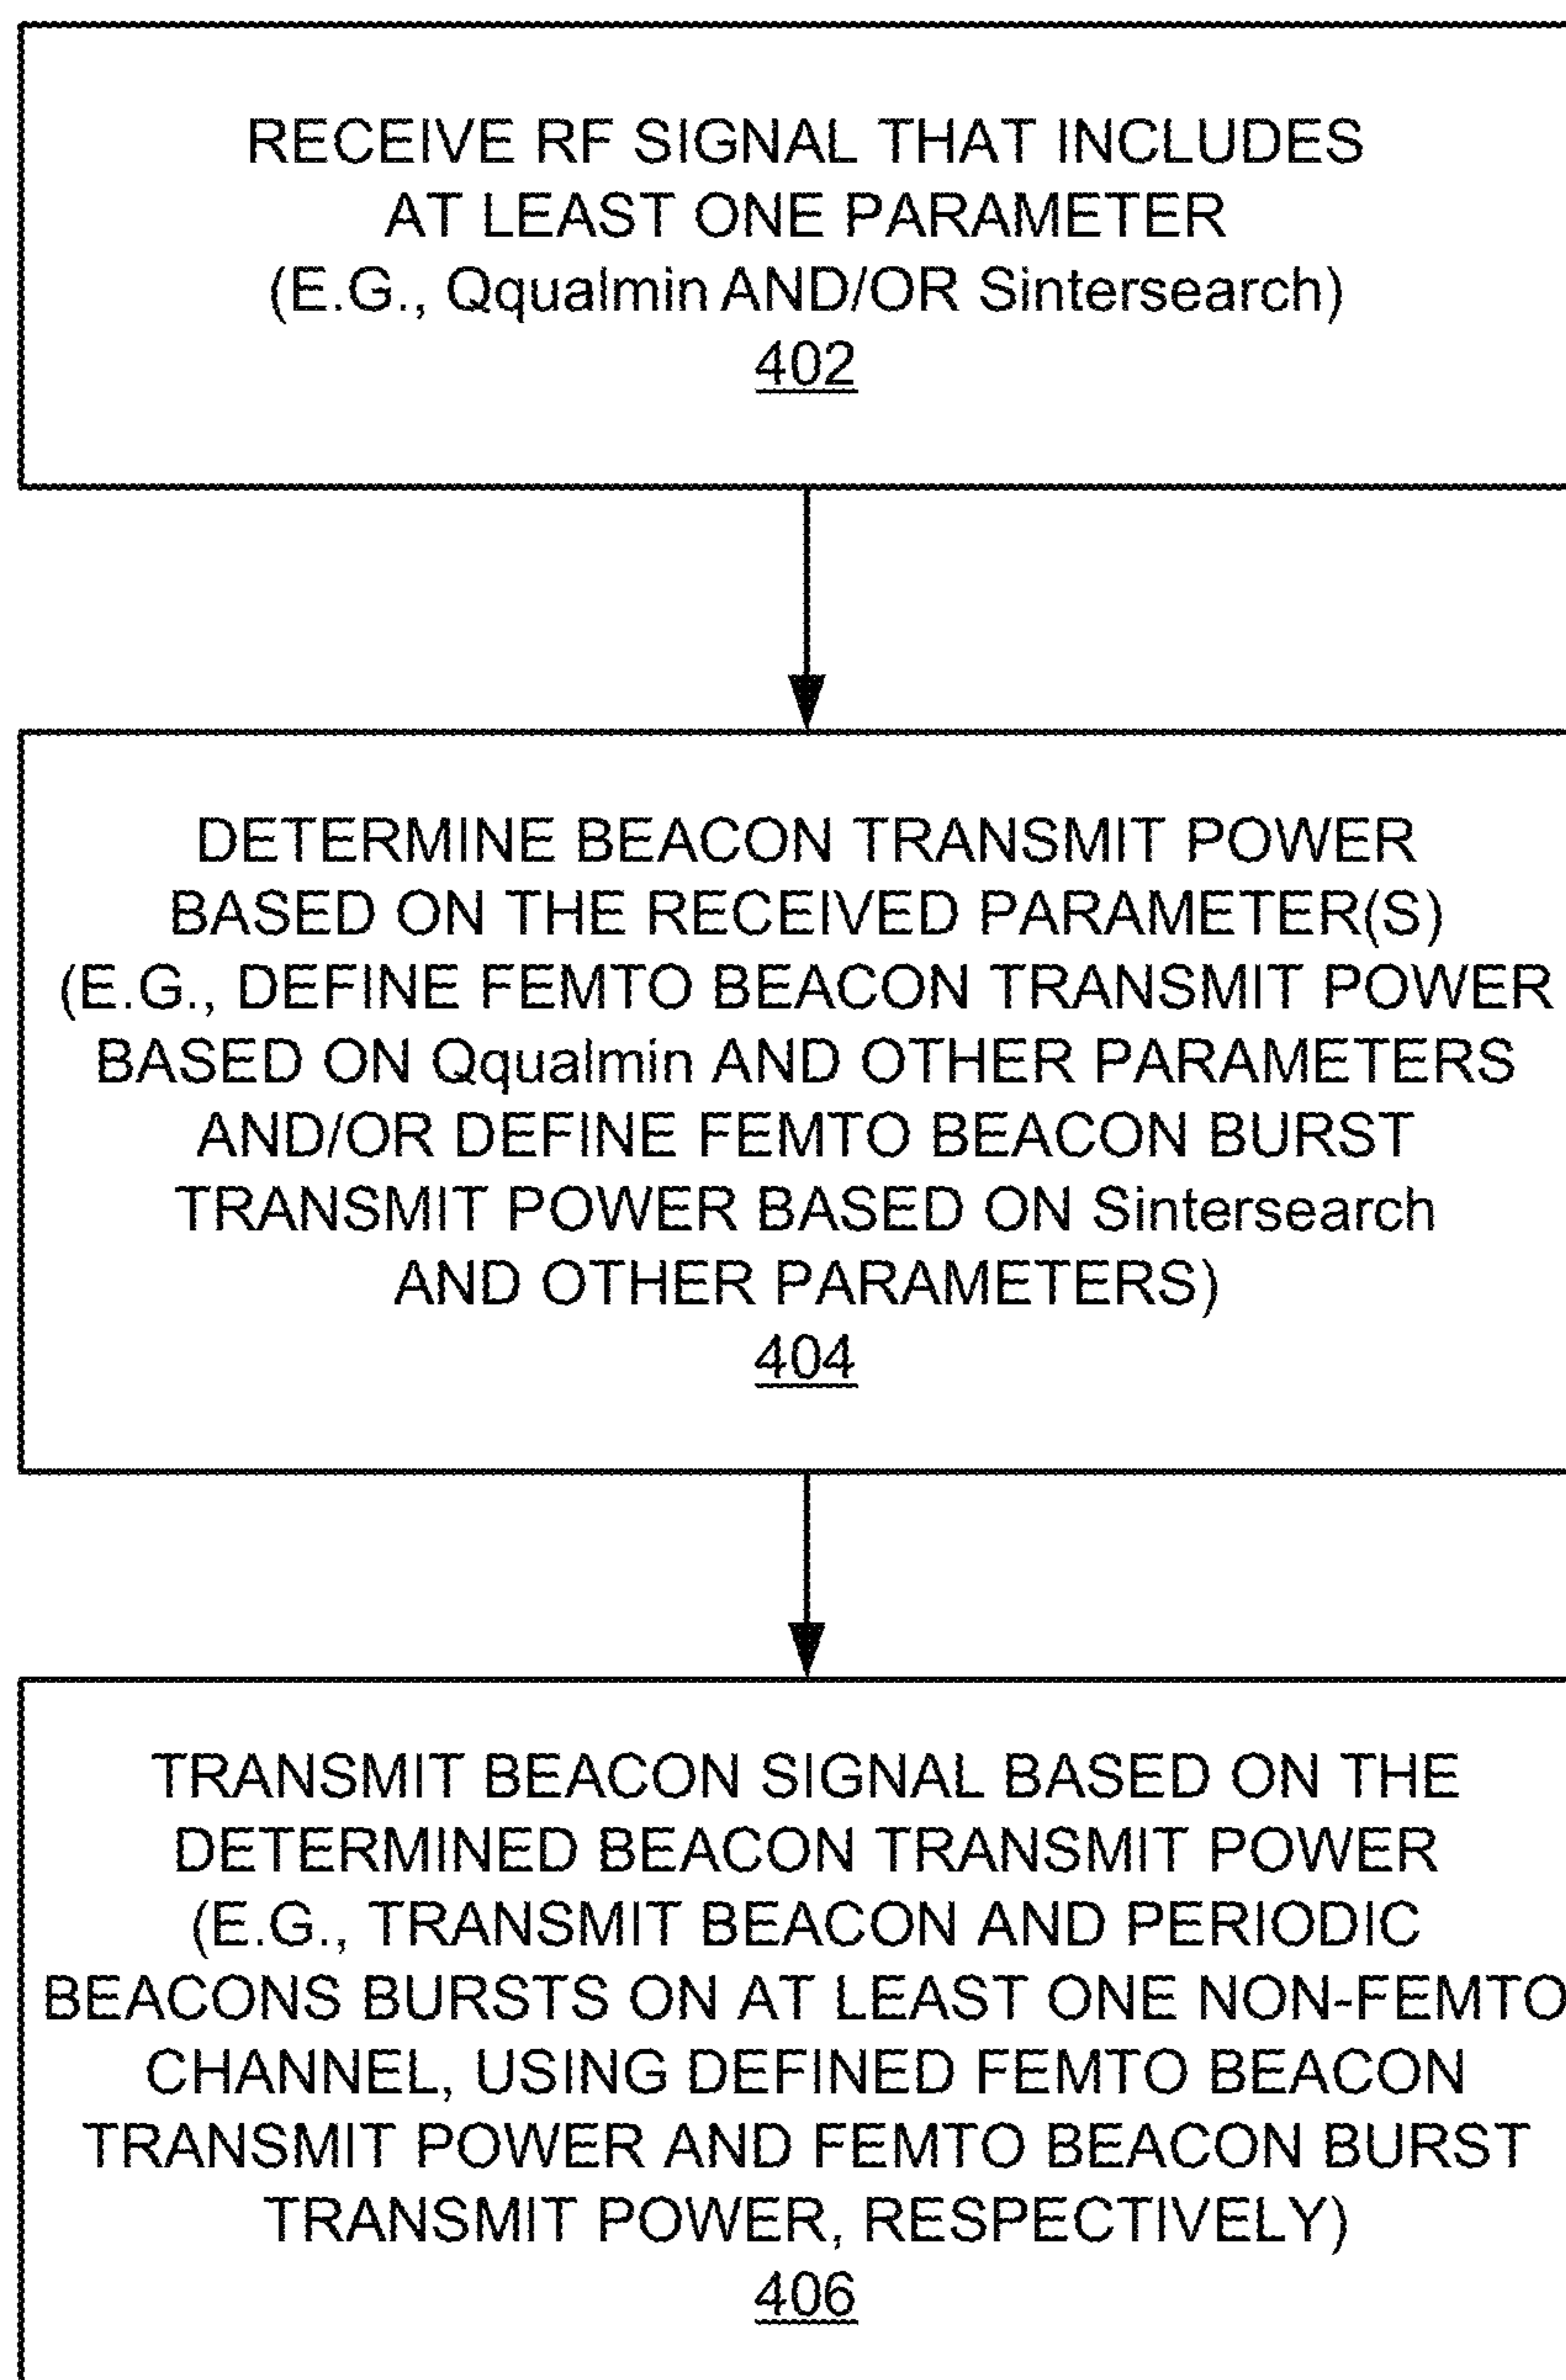 RECEIVE RF SIGNAL THAT INCLUDES
AT LEAST ONE PARAMETER
(E.G., Qqualmin AND/OR Sintersearch)
402
DETERMINE BEACON TRANSMIT POWER
BASED ON THE RECEIVED PARAMETER(S)
(E.G., DEFINE FEMTO BEACON TRANSMIT POWER
BASED ON Qqualmin AND OTHER PARAMETERS
AND/OR DEFINE FEMTO BEACON BURST
TRANSMIT POWER BASED ON Sintersearch
AND OTHER PARAMETERS)
404
TRANSMIT BEACON SIGNAL BASED ON THE
DETERMINED BEACON TRANSMIT POWER
(E.G., TRANSMIT BEACON AND PERIODIC
BEACONS BURSTS ON AT LEAST ONE NON-FEMTO
CHANNEL, USING DEFINED FEMTO BEACON
TRANSMIT POWER AND FEMTO BEACON BURST
TRANSMIT POWER, RESPECTIVELY)
406